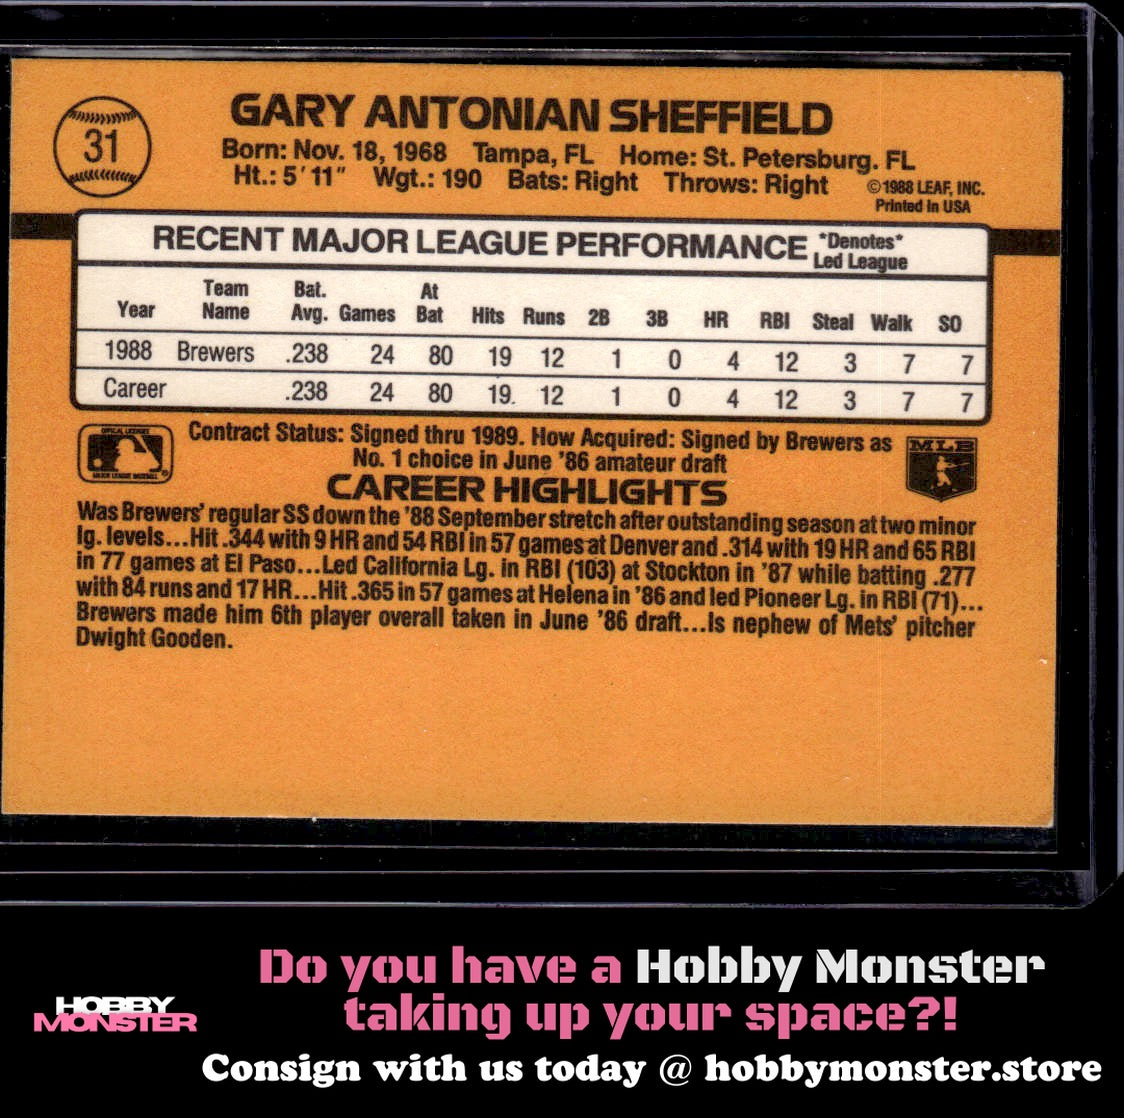 31
GARY ANTONIAN SHEFFIELD
Born: Nov. 18, 1968 Tampa, FL Home: St. Petersburg. FL
Ht.: 5' 11" Wgt.: 190 Bats: Right Throws: Right
©1988 LEAF, INC.
Printed In USA
RECENT MAJOR LEAGUE PERFORMANCE *Denotes*
Led League
Year Team Name Bat. Avg. Games At Bat Hits Runs 2B 3B HR RBI Steal Walk SO
1988 Brewers .238 24 80 19 12 1 0 4 12 3 7 7
Career .238 24 80 19 12 1 0 4 12 3 7 7
OFFICIAL LICENSEE
MAJOR LEAGUE BASEBALL
Contract Status: Signed thru 1989. How Acquired: Signed by Brewers as
No. 1 choice in June '86 amateur draft
MLB
CAREER HIGHLIGHTS
Was Brewers' regular SS down the '88 September stretch after outstanding season at two minor
lg. levels...Hit .344 with 9 HR and 54 RBI in 57 games at Denver and .314 with 19 HR and 65 RBI
in 77 games at El Paso...Led California Lg. in RBI (103) at Stockton in '87 while batting .277
with 84 runs and 17 HR...Hit .365 in 57 games at Helena in '86 and led Pioneer Lg. in RBI (71)...
Brewers made him 6th player overall taken in June '86 draft...Is nephew of Mets' pitcher
Dwight Gooden.
Do you have a Hobby Monster
taking up your space?!
HOBBY
MONSTER
Consign with us today @ hobbymonster.store